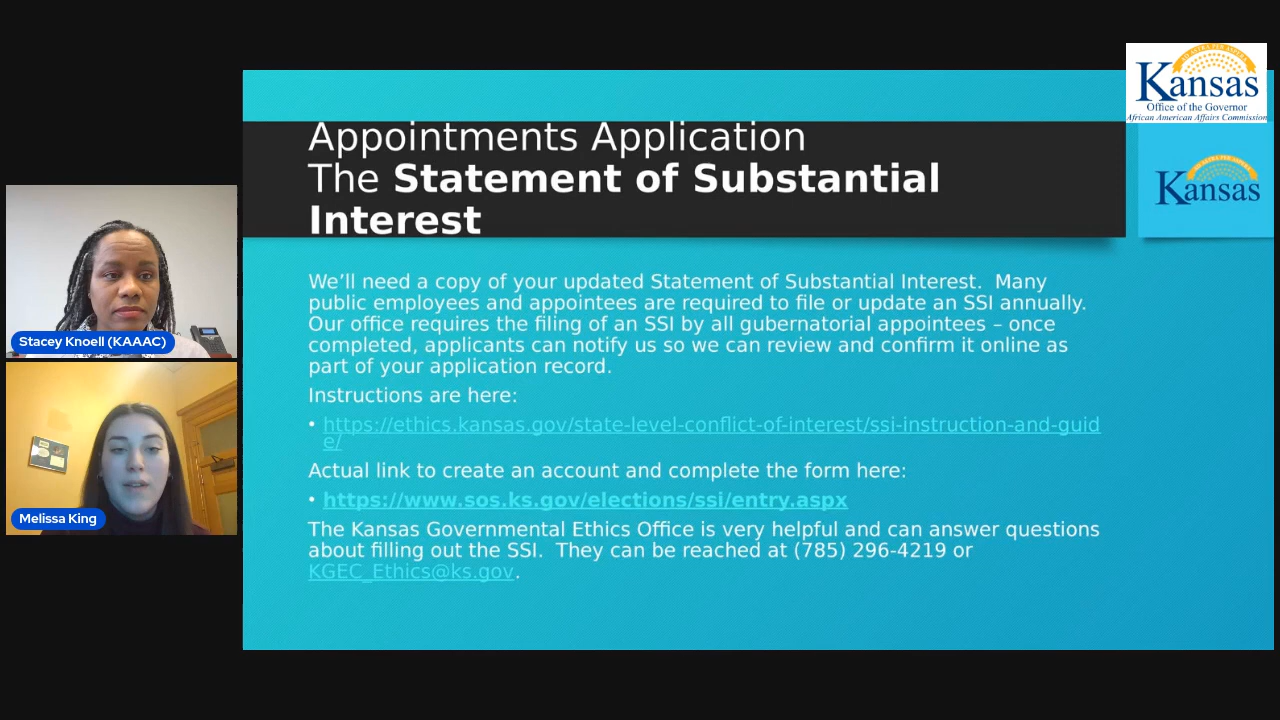 AD ASTRA PER ASPERA
Kansas
Office of the Governor
African American Affairs Commission
Appointments Application
The Statement of Substantial
Interest
Kansas
We’ll need a copy of your updated Statement of Substantial Interest.  Many
public employees and appointees are required to file or update an SSI annually.
Our office requires the filing of an SSI by all gubernatorial appointees – once
completed, applicants can notify us so we can review and confirm it online as
part of your application record.
Instructions are here:
• https://ethics.kansas.gov/state-level-conflict-of-interest/ssi-instruction-and-guid
e/
Actual link to create an account and complete the form here:
• https://www.sos.ks.gov/elections/ssi/entry.aspx
The Kansas Governmental Ethics Office is very helpful and can answer questions
about filling out the SSI.  They can be reached at (785) 296-4219 or
KGEC_Ethics@ks.gov.
Stacey Knoell (KAAAC)
Melissa King